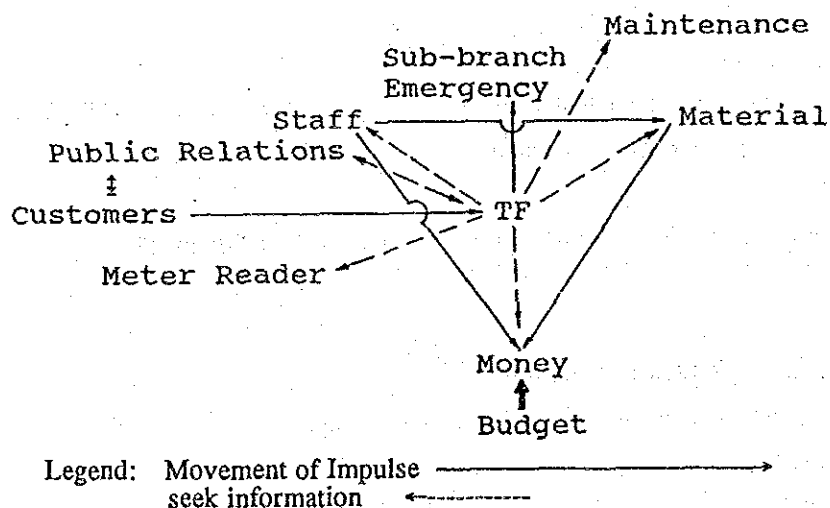 Maintenance
Sub-branch
Emergency
Staff
Material
Public Relations
Customers
TF
Meter Reader
Money
Budget
Legend: Movement of Impulse
seek information